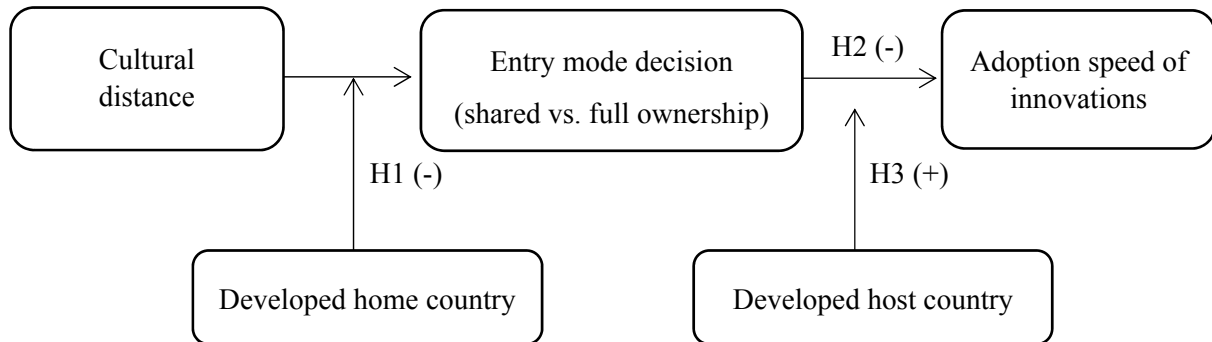 Cultural
distance
Entry mode decision
(shared vs. full ownership)
H2 (-)
Adoption speed of
innovations
H1 (-)
H3 (+)
Developed home country
Developed host country